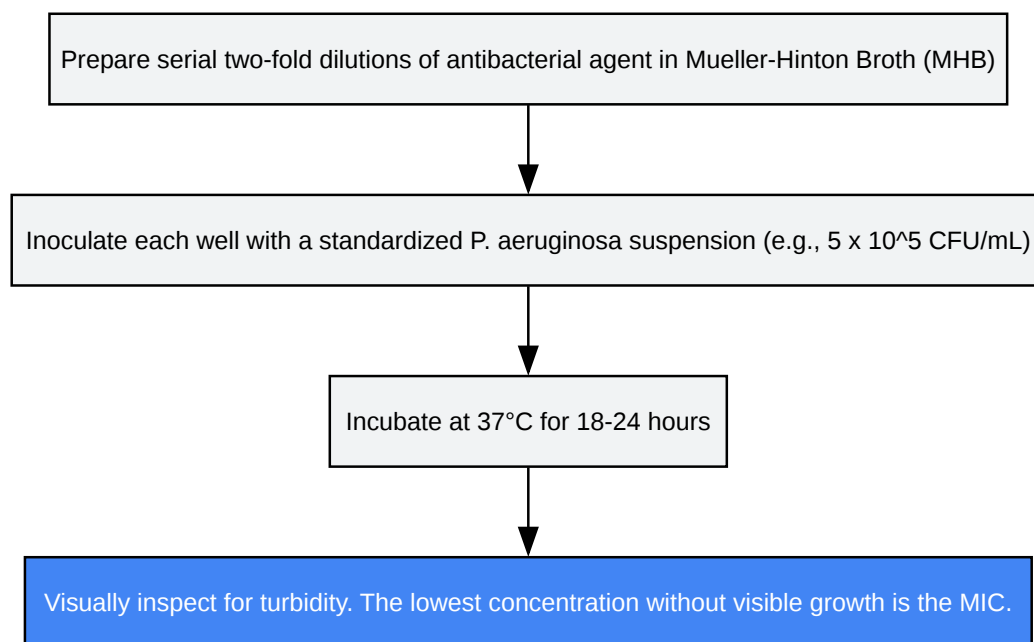 Prepare serial two-fold dilutions of antibacterial agent in Mueller-Hinton Broth (MHB)
Inoculate each well with a standardized P. aeruginosa suspension (e.g., 5 x 10^5 CFU/mL)
Incubate at 37°C for 18-24 hours
Visually inspect for turbidity. The lowest concentration without visible growth is the MIC.